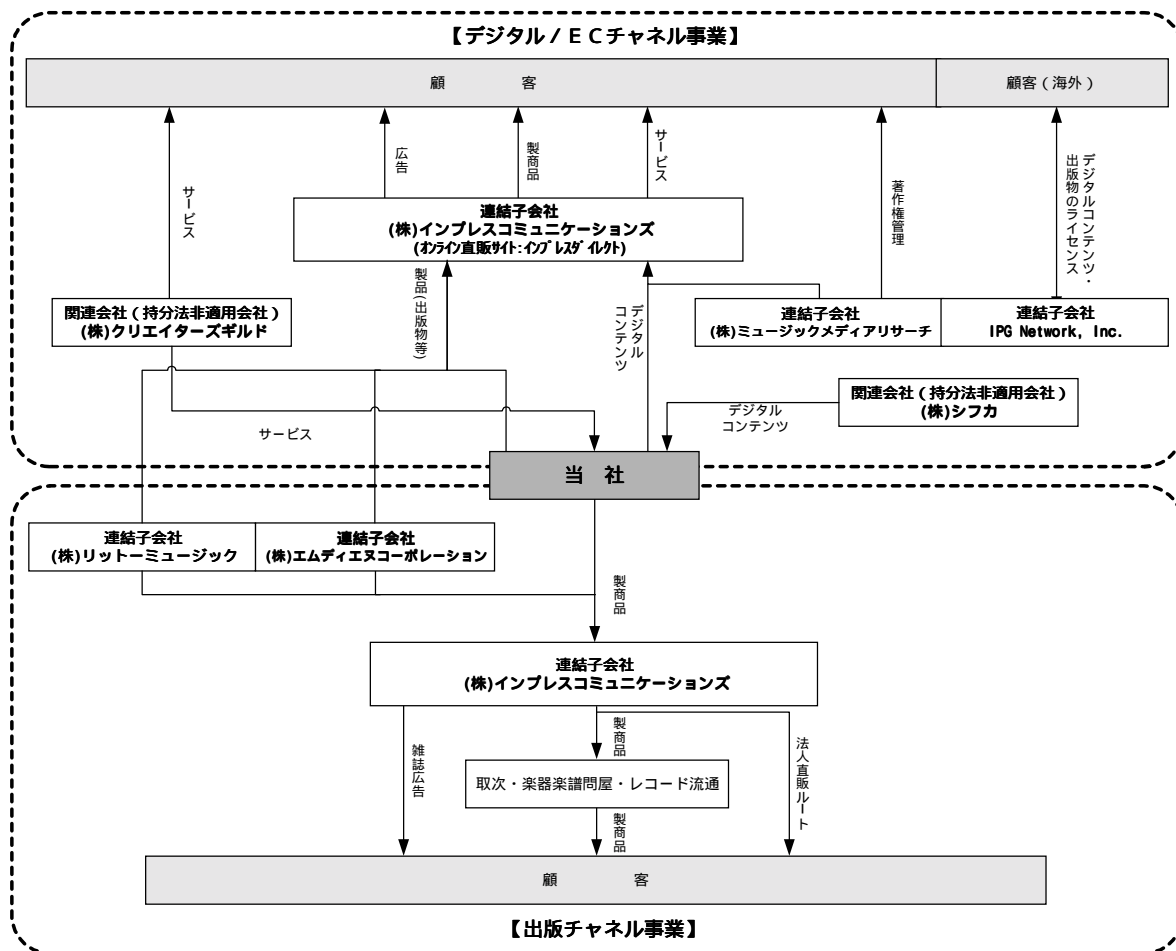 【デジタル/ECチャネル事業】
顧　　　客
顧客(海外)
サービス
広告
製商品
サービス
著作権管理
デジタルコンテンツ・
出版物のライセンス
連結子会社
(株)インプレスコミュニケーションズ
(オンライン直販サイト:インプレスダイレクト)
製品(出版物等)
デジタル
コンテンツ
関連会社(持分法非適用会社)
(株)クリエイターズギルド
連結子会社
(株)ミュージックメディアリサーチ
連結子会社
IPG Network, Inc.
関連会社(持分法非適用会社)
(株)シフカ
デジタル
コンテンツ
サービス
当　社
連結子会社
(株)リットーミュージック
連結子会社
(株)エムディエヌコーポレーション
製商品
連結子会社
(株)インプレスコミュニケーションズ
雑誌広告
製商品
法人直販ルート
取次・楽器楽譜問屋・レコード流通
製商品
顧　　　客
【出版チャネル事業】